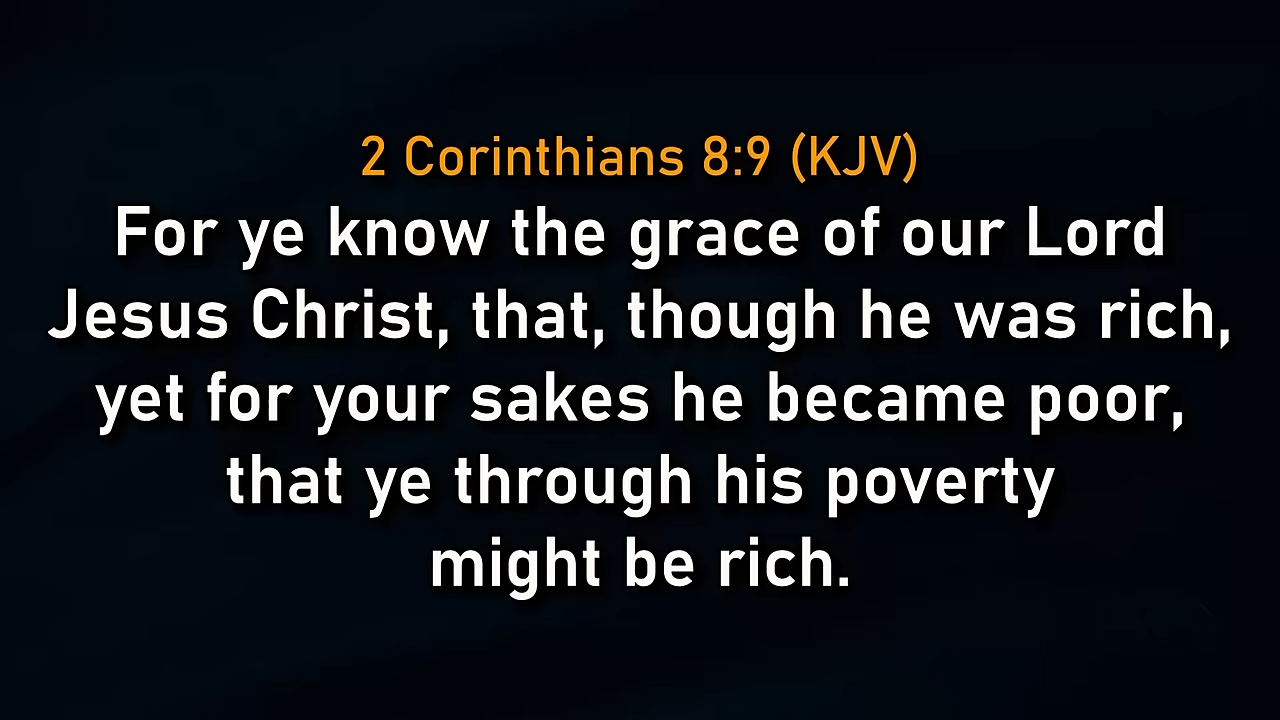 2 Corinthians 8:9 (KJV)
For ye know the grace of our Lord
Jesus Christ, that, though he was rich,
yet for your sakes he became poor,
that ye through his poverty
might be rich.